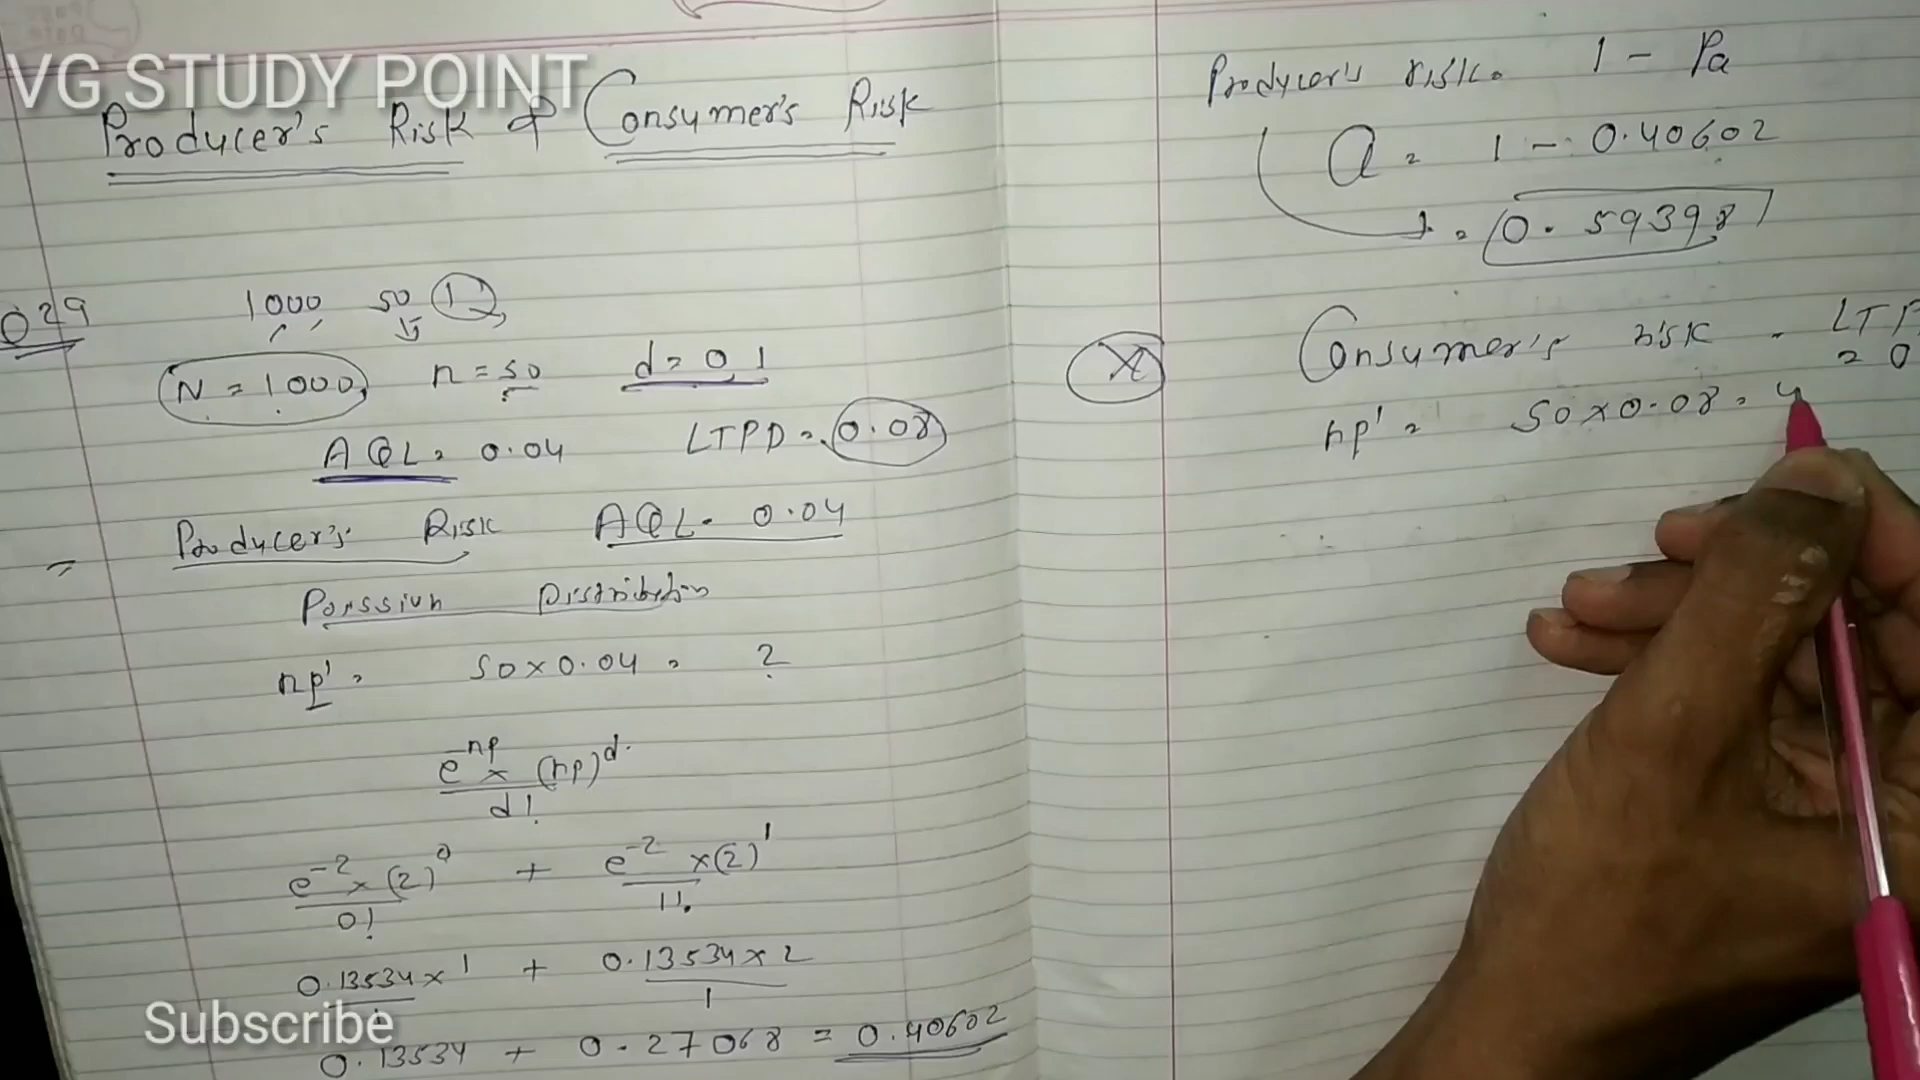 VG STUDY POINT
Producer's Risk & Consumer's Risk
Q29
1000 50 1
N = 1000, n = 50 d = 0, 1
AQL = 0.04 LTPD = 0.08
Producer's Risk AQL = 0.04
Poissiun Distribution
np' = 50 × 0.04 = 2
e^-np × (np)^d
d!
e^-2 × (2)^0 + e^-2 × (2)^1
0! 1!
0.13534 × 1 + 0.13534 × 2
1
0.13534 + 0.27068 = 0.40602
Subscribe
Producer's risk = 1 - Pa
= 1 - 0.40602
= 0.59398
Consumer's risk = LTP
= 0
np' = 50 × 0.08 = 4